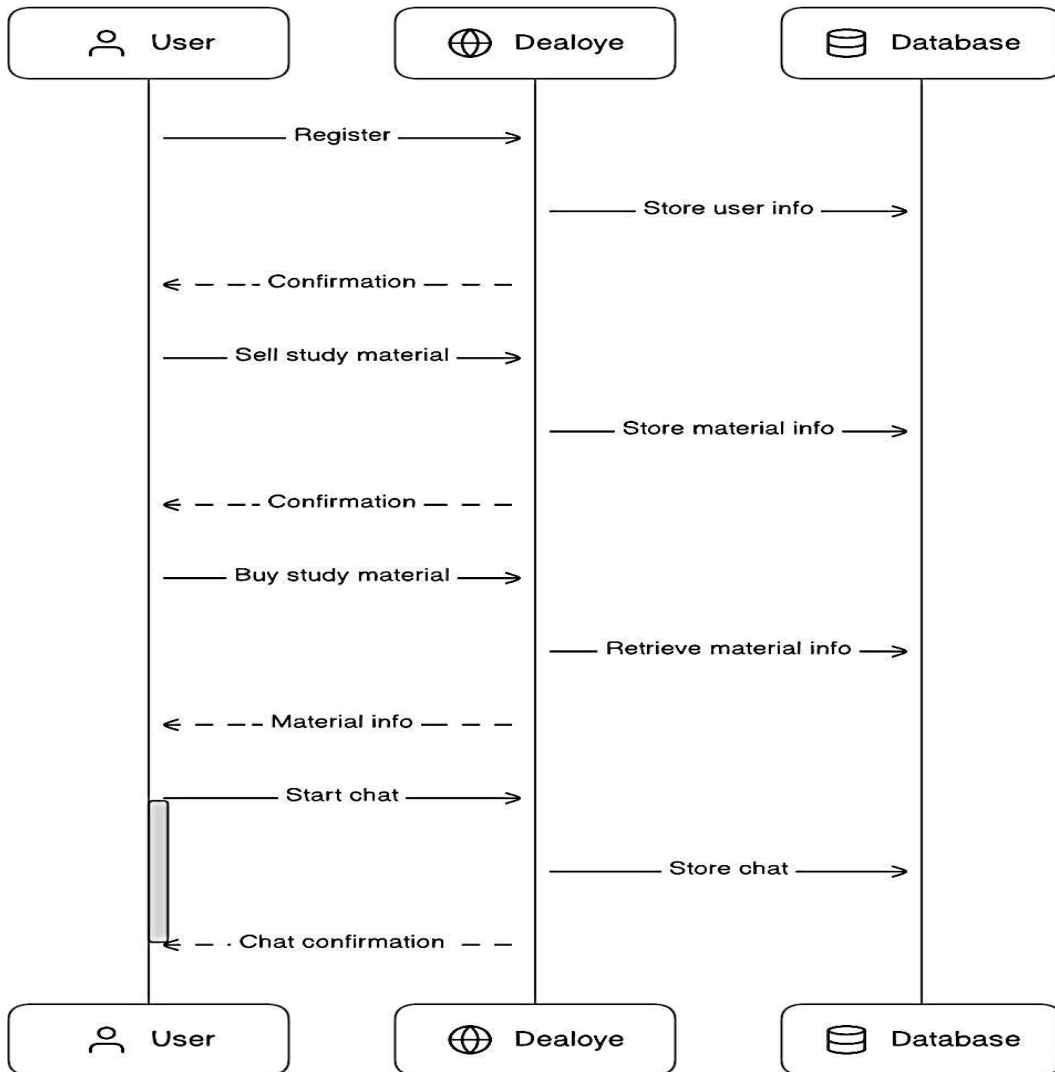 User
Dealoye
Database
Register
Store user info
Confirmation
Sell study material
Store material info
Confirmation
Buy study material
Retrieve material info
Material info
Start chat
Store chat
Chat confirmation
User
Dealoye
Database